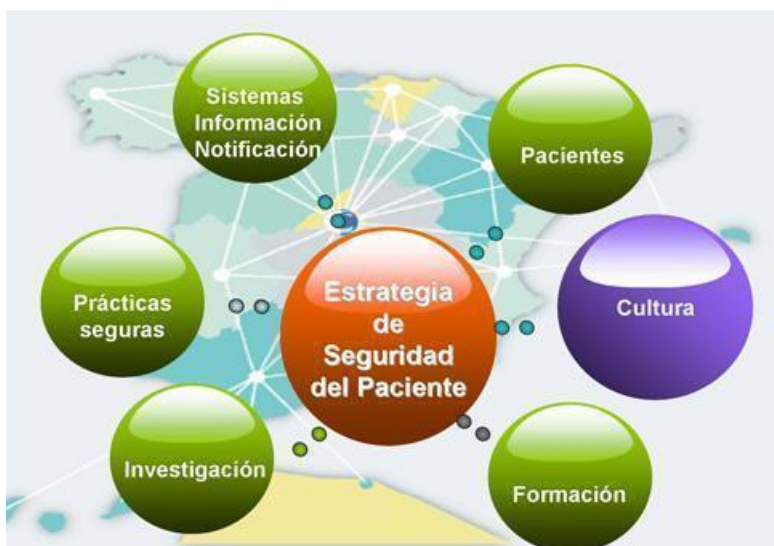 Sistemas
Información
Notificación
Pacientes
Prácticas
seguras
Estrategia
de
Seguridad
del Paciente
Cultura
Investigación
Formación